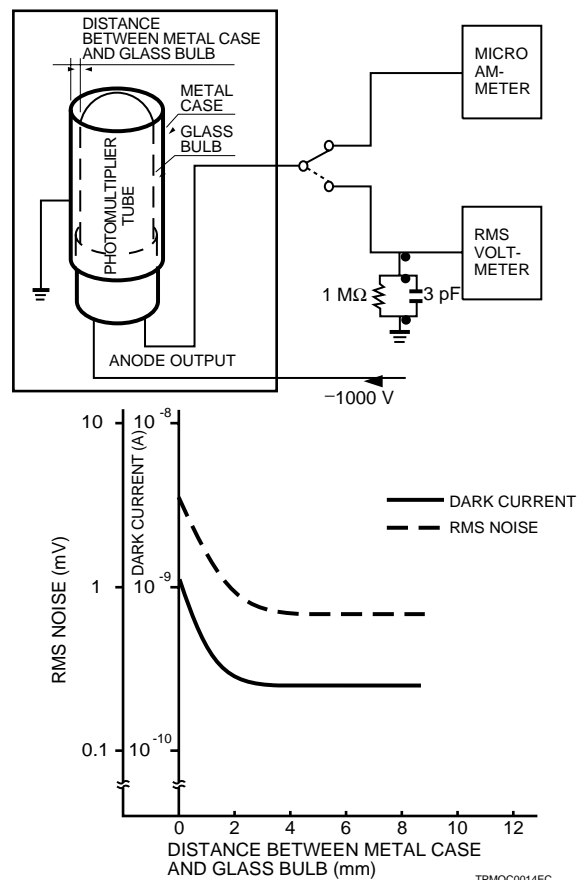 DISTANCE
BETWEEN METAL CASE
AND GLASS BULB
METAL
CASE
GLASS
BULB
PHOTOMULTIPLIER
TUBE
MICRO
AM-
METER
RMS
VOLT-
METER
1 MΩ
3 pF
ANODE OUTPUT
−1000 V
10
10 -8
DARK CURRENT (A)
RMS NOISE (mV)
DARK CURRENT
RMS NOISE
1
10 -9
0.1
10 -10
0 2 4 6 8 10 12
DISTANCE BETWEEN METAL CASE
AND GLASS BULB (mm)
TPMOC0014EC